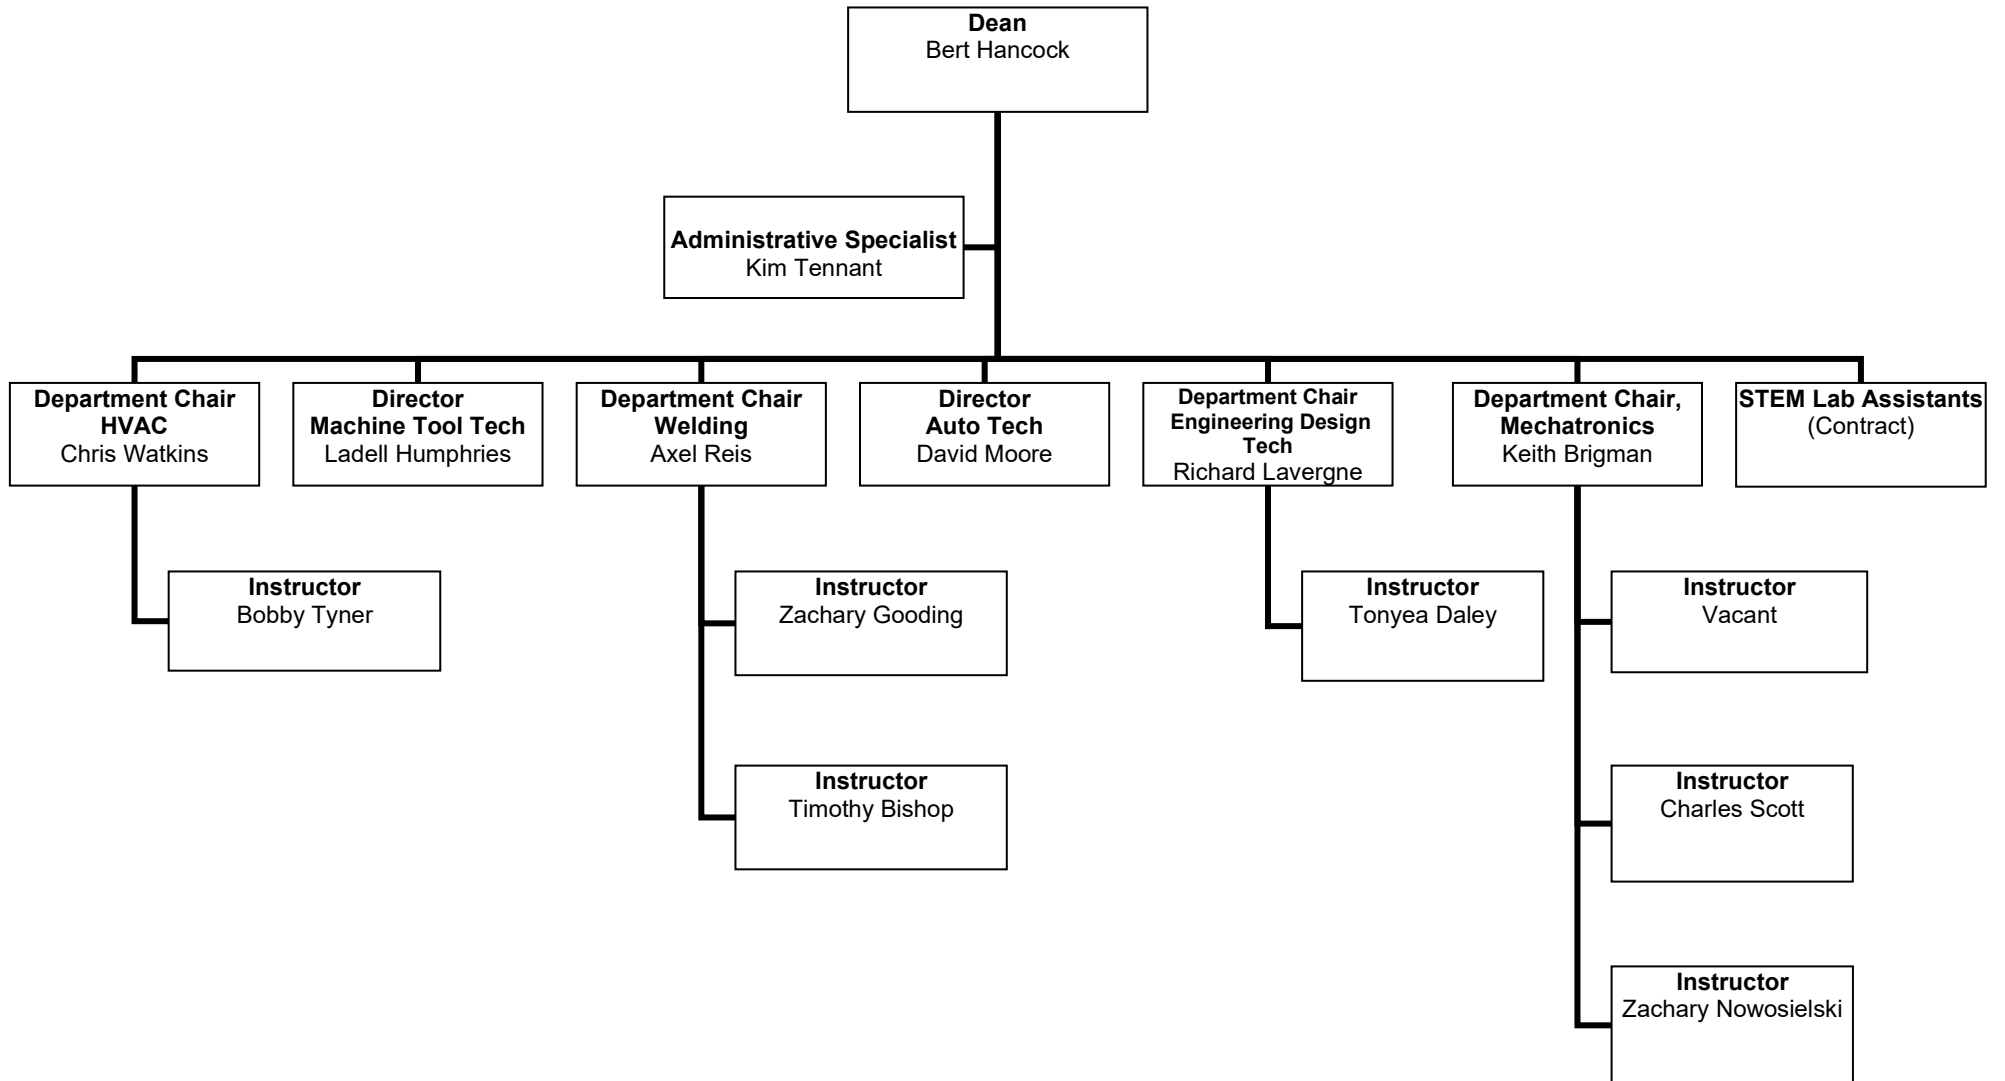 Dean
Bert Hancock
Administrative Specialist
Kim Tennant
Department Chair
HVAC
Chris Watkins
Director
Machine Tool Tech
Ladell Humphries
Department Chair
Welding
Axel Reis
Director
Auto Tech
David Moore
Department Chair
Engineering Design
Tech
Richard Lavergne
Department Chair,
Mechatronics
Keith Brigman
STEM Lab Assistants
(Contract)
Instructor
Bobby Tyner
Instructor
Zachary Gooding
Instructor
Tonyea Daley
Instructor
Vacant
Instructor
Timothy Bishop
Instructor
Charles Scott
Instructor
Zachary Nowosielski